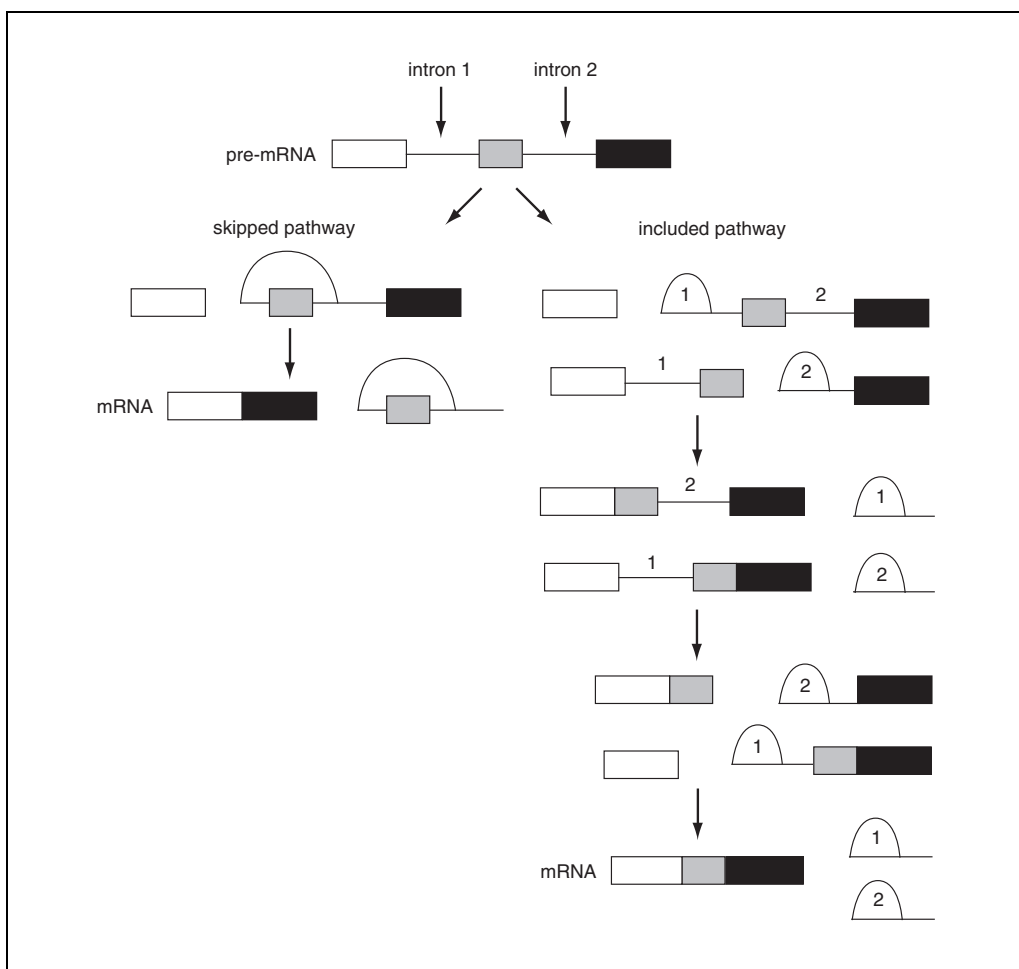 intron 1 intron 2
pre-mRNA
skipped pathway included pathway
1 2
1 2
mRNA
2 1
1 2
2
1
1
mRNA
2